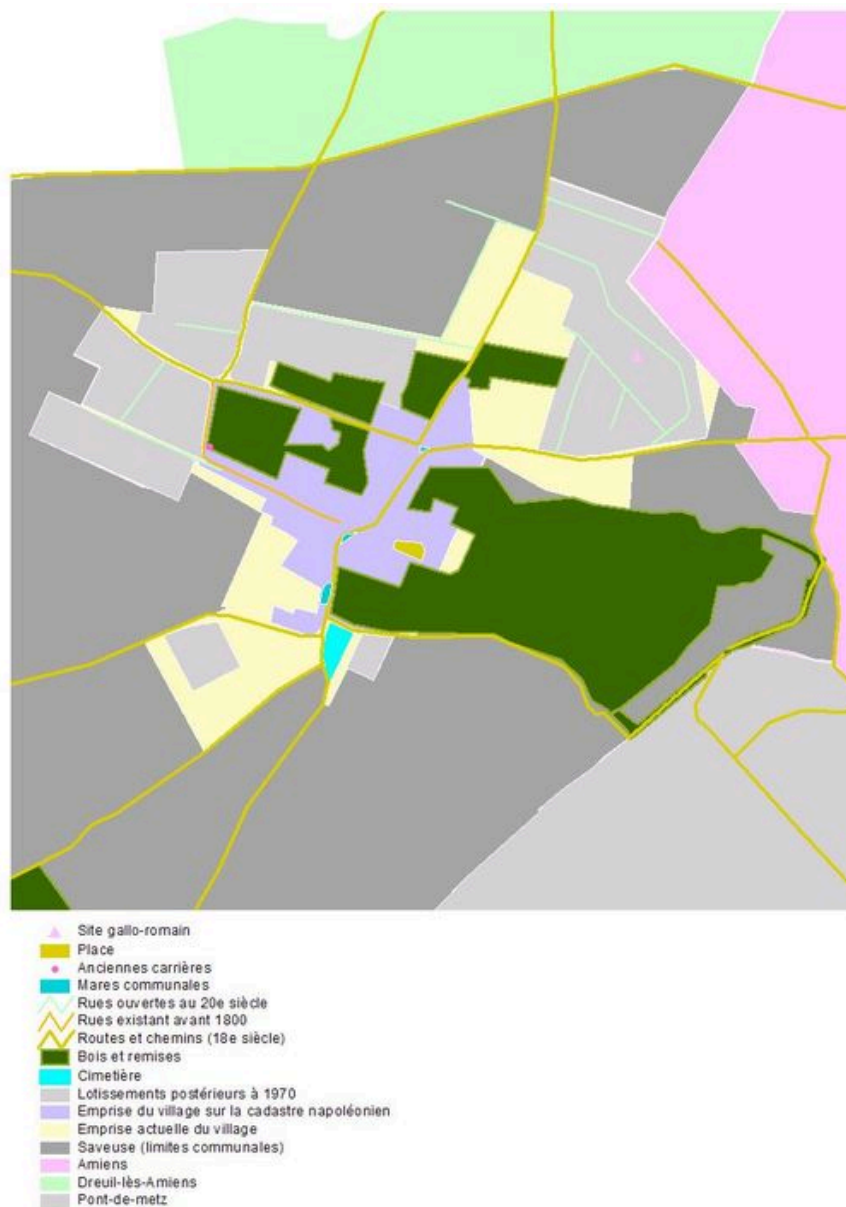 Site gallo-romain
Place
Anciennes carrières
Mares communales
Rues ouvertes au 20e siècle
Rues existant avant 1800
Routes et chemins (18e siècle)
Bois et remises
Cimetière
Lotissements postérieurs à 1970
Emprise du village sur la cadastre napoléonien
Emprise actuelle du village
Saveuse (limites communales)
Amiens
Dreuil-lès-Amiens
Pont-de-metz